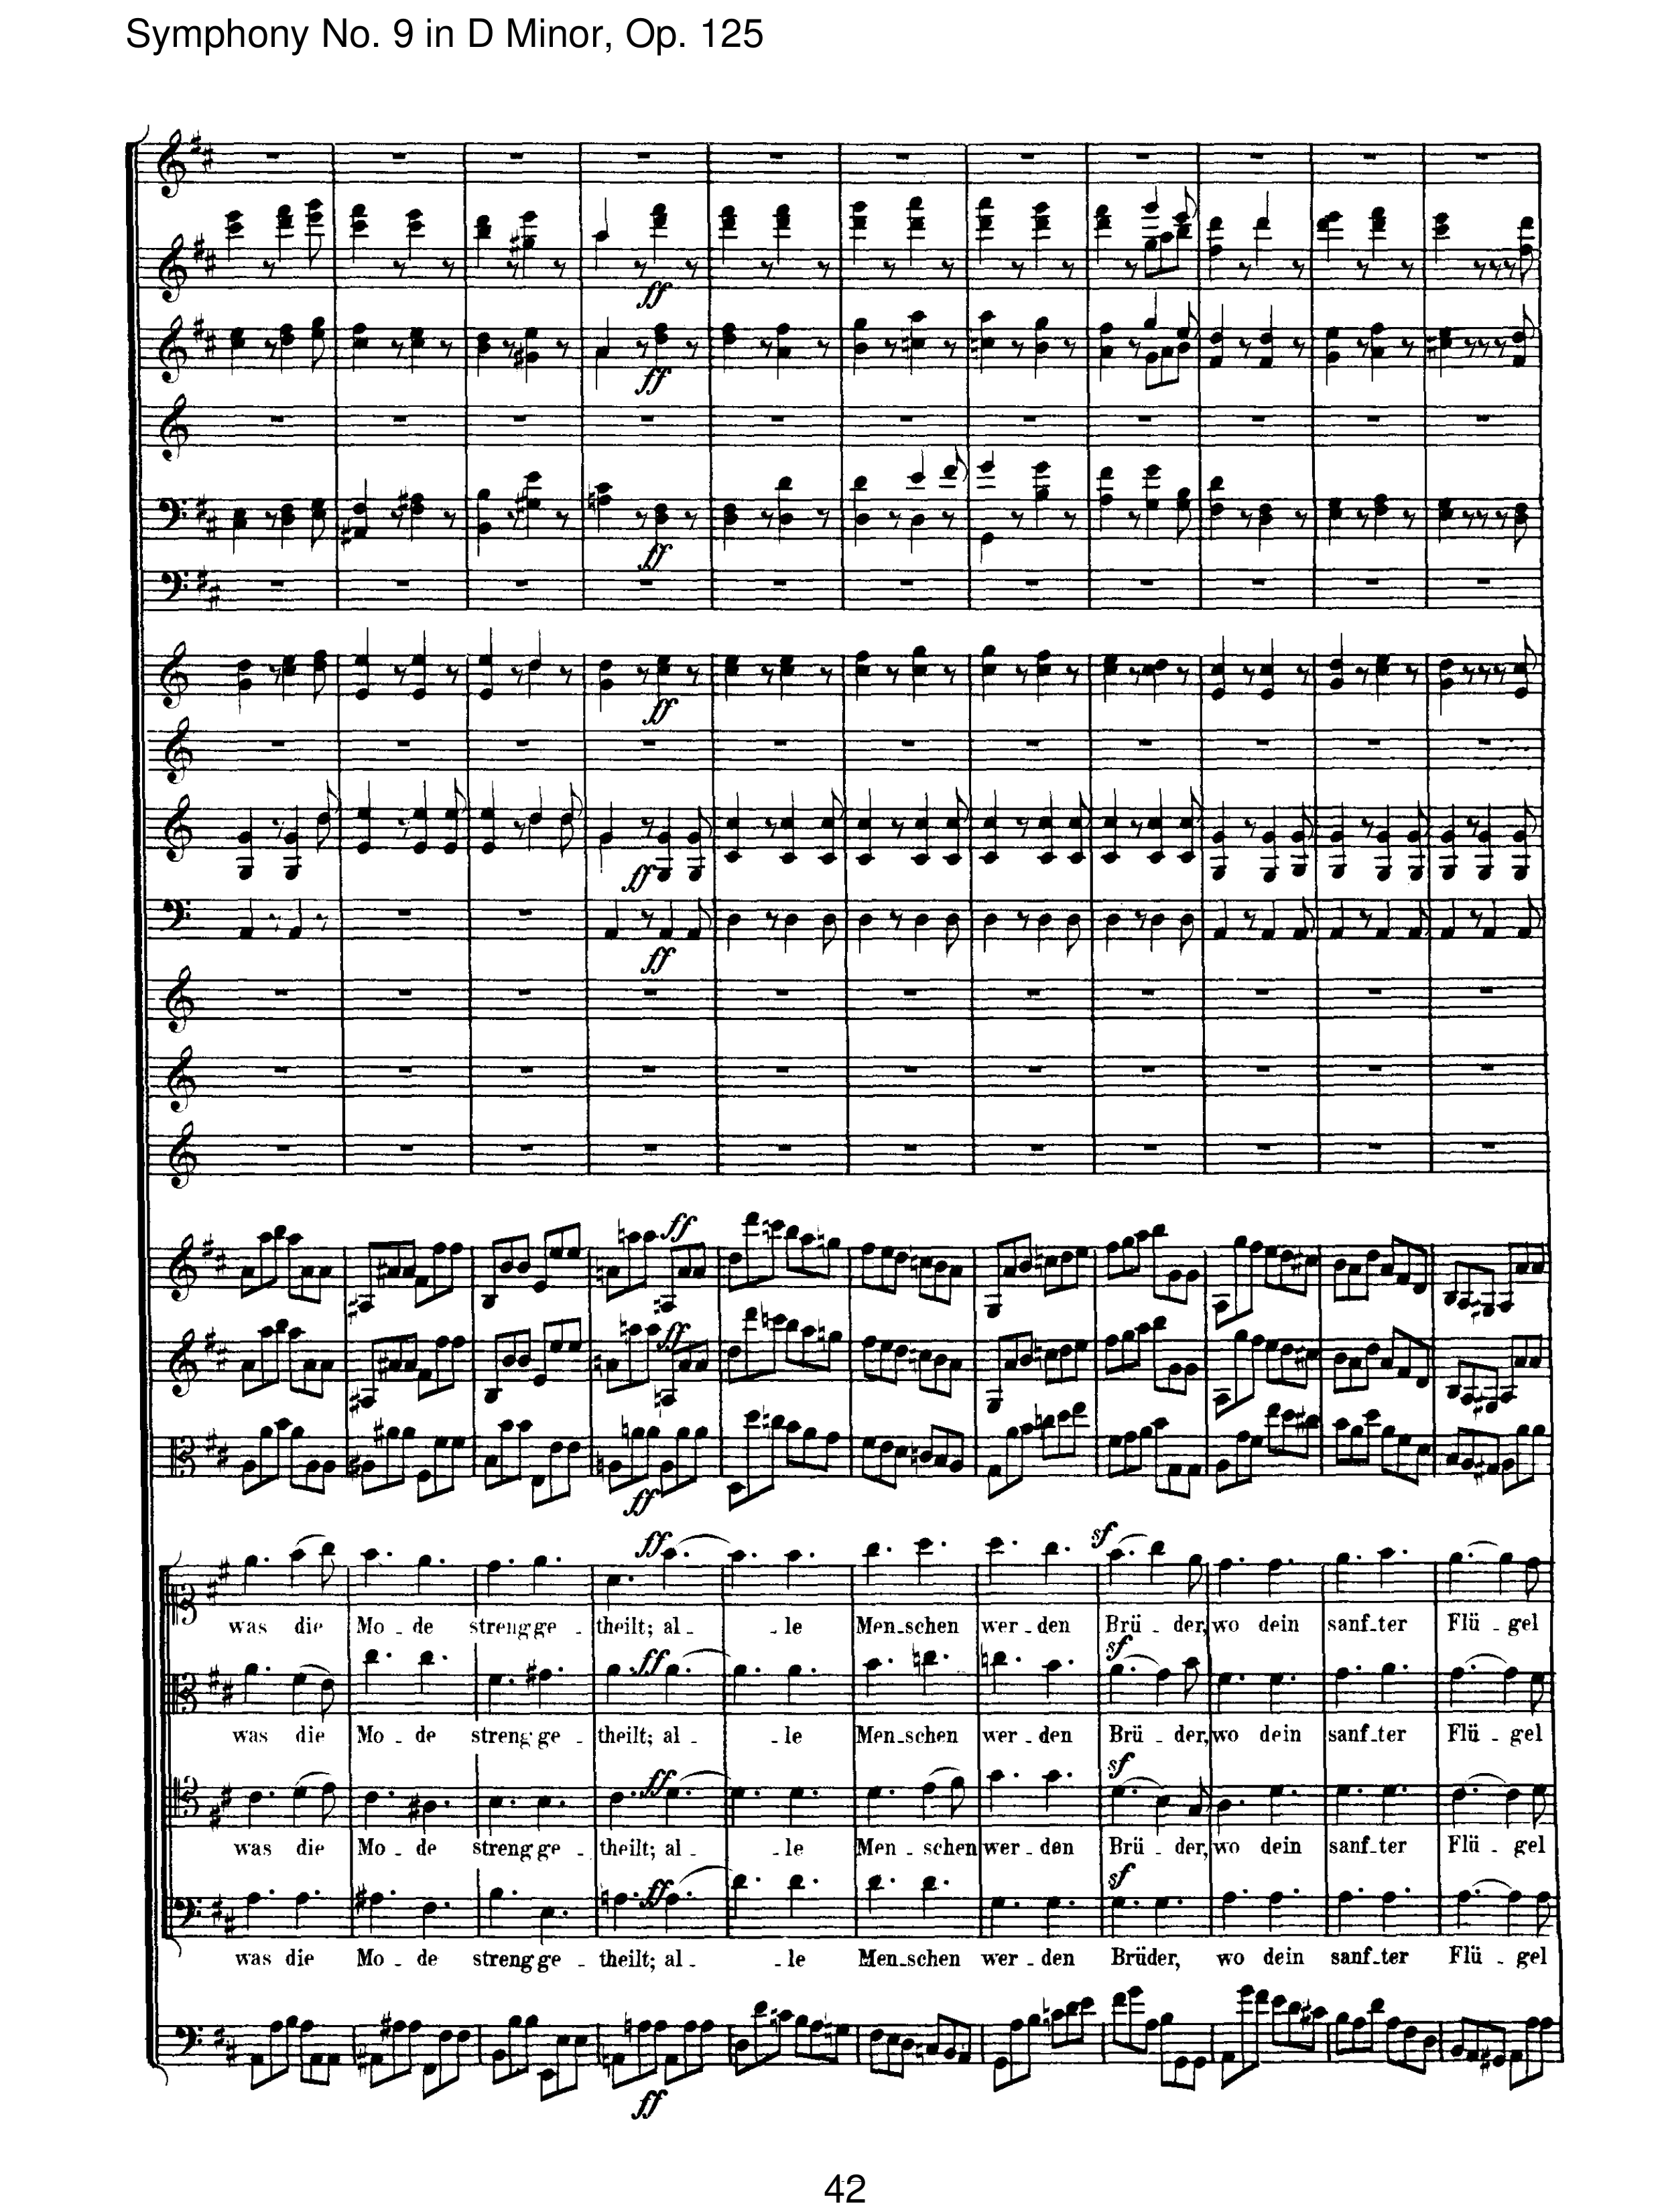 Symphony No. 9 in D Minor, Op. 125
ff
ff
ff
ff
ff
ff
ff
ff
ff
ff sf
was die Mo - de streng ge - theilt; al - - le Men - schen wer - den Brü - der, wo dein sanf - ter Flü - gel
ff sf
was die Mo - de streng ge - theilt; al - - le Men - schen wer - den Brü - der, wo dein sanf - ter Flü - gel
ff sf
was die Mo - de streng ge - theilt; al - - le Men - schen wer - den Brü - der, wo dein sanf - ter Flü - gel
ff sf
was die Mo - de streng ge - theilt; al - - le Men - schen wer - den Brüder, wo dein sanf - ter Flü - gel
ff
42